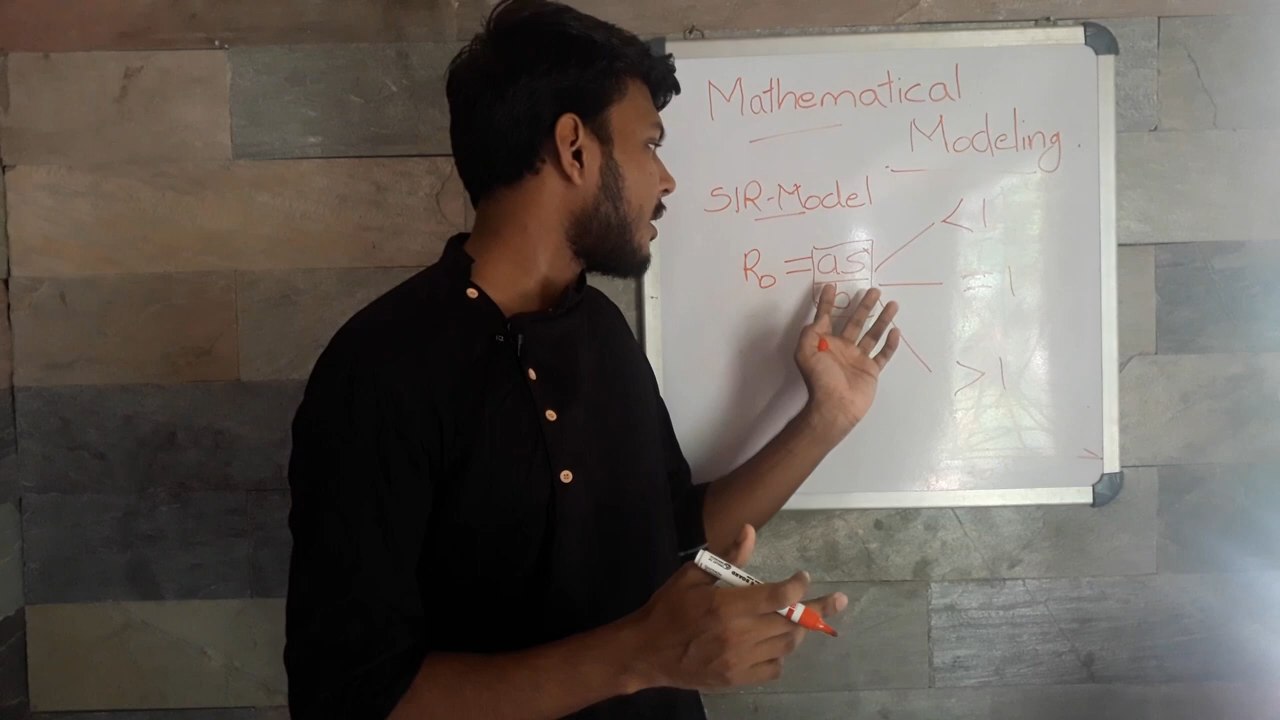 Mathematical
Modeling.
SIR-Model
R₀ = as
< 1
= 1
> 1